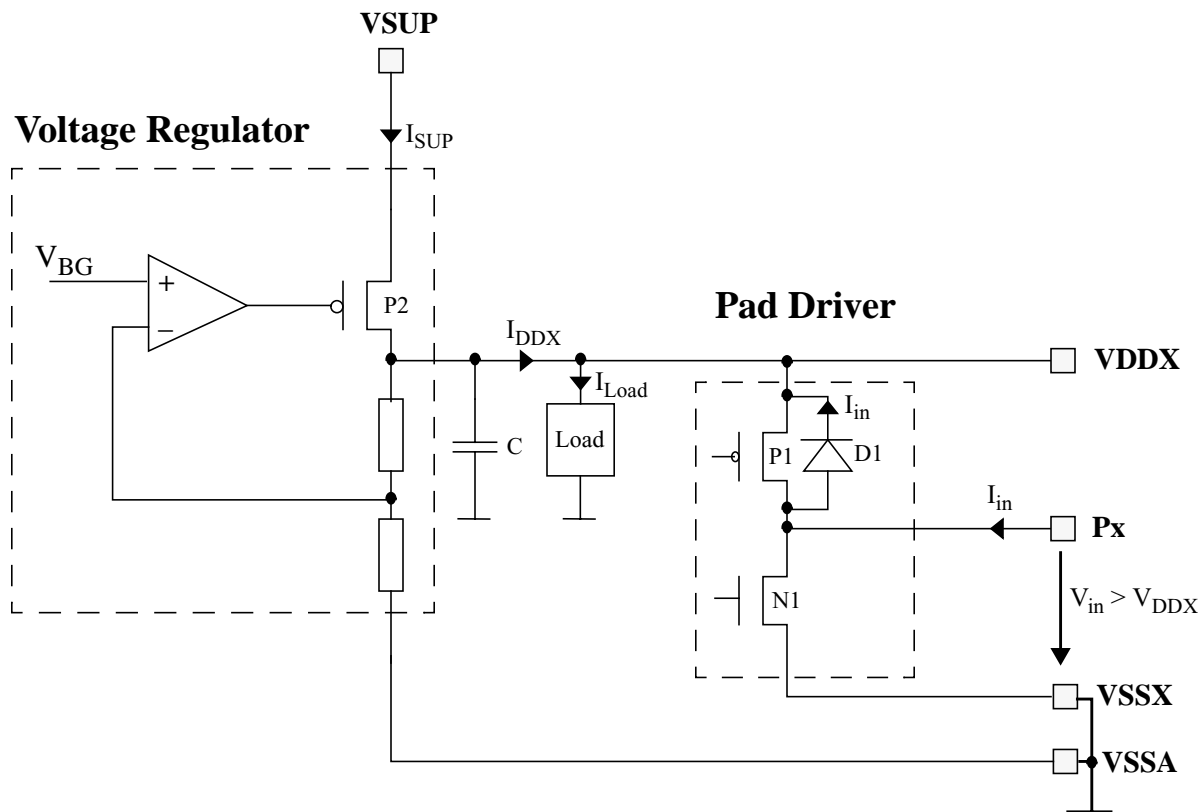 VSUP
Voltage Regulator
I_SUP
V_BG
+
−
P2
Pad Driver
I_DDX
VDDX
I_Load
I_in
Load
C
P1
D1
I_in
Px
N1
V_in > V_DDX
VSSX
VSSA